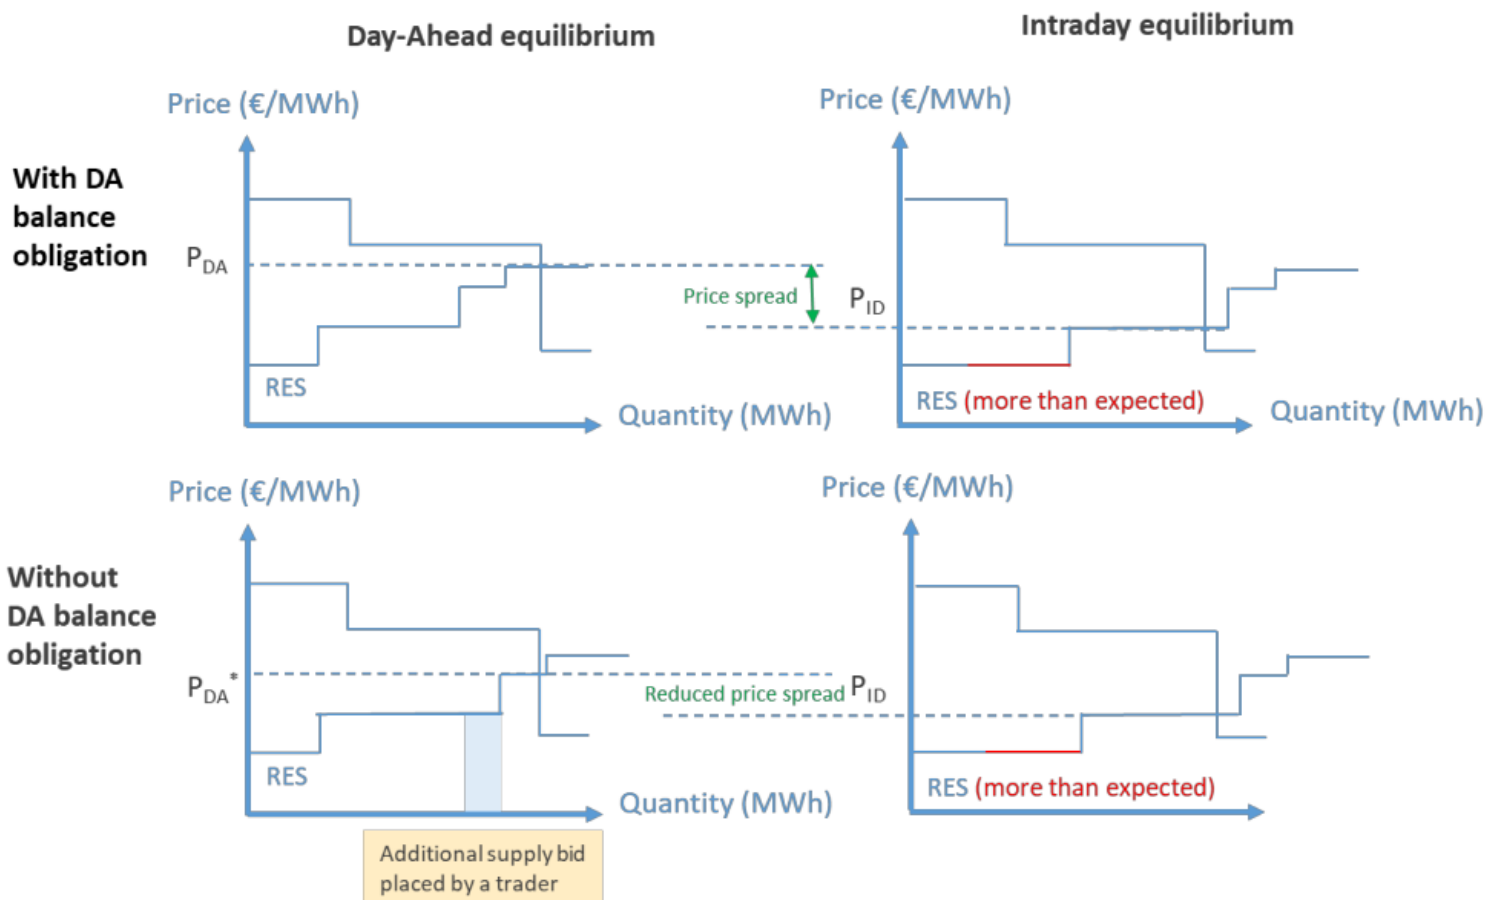 Day-Ahead equilibrium
Intraday equilibrium
With DA
balance
obligation
Price (€/MWh)
PDA
RES
Quantity (MWh)
Price spread
Price (€/MWh)
PID
RES (more than expected)
Quantity (MWh)
Without
DA balance
obligation
Price (€/MWh)
PDA*
RES
Quantity (MWh)
Additional supply bid
placed by a trader
Reduced price spread
Price (€/MWh)
PID
RES (more than expected)